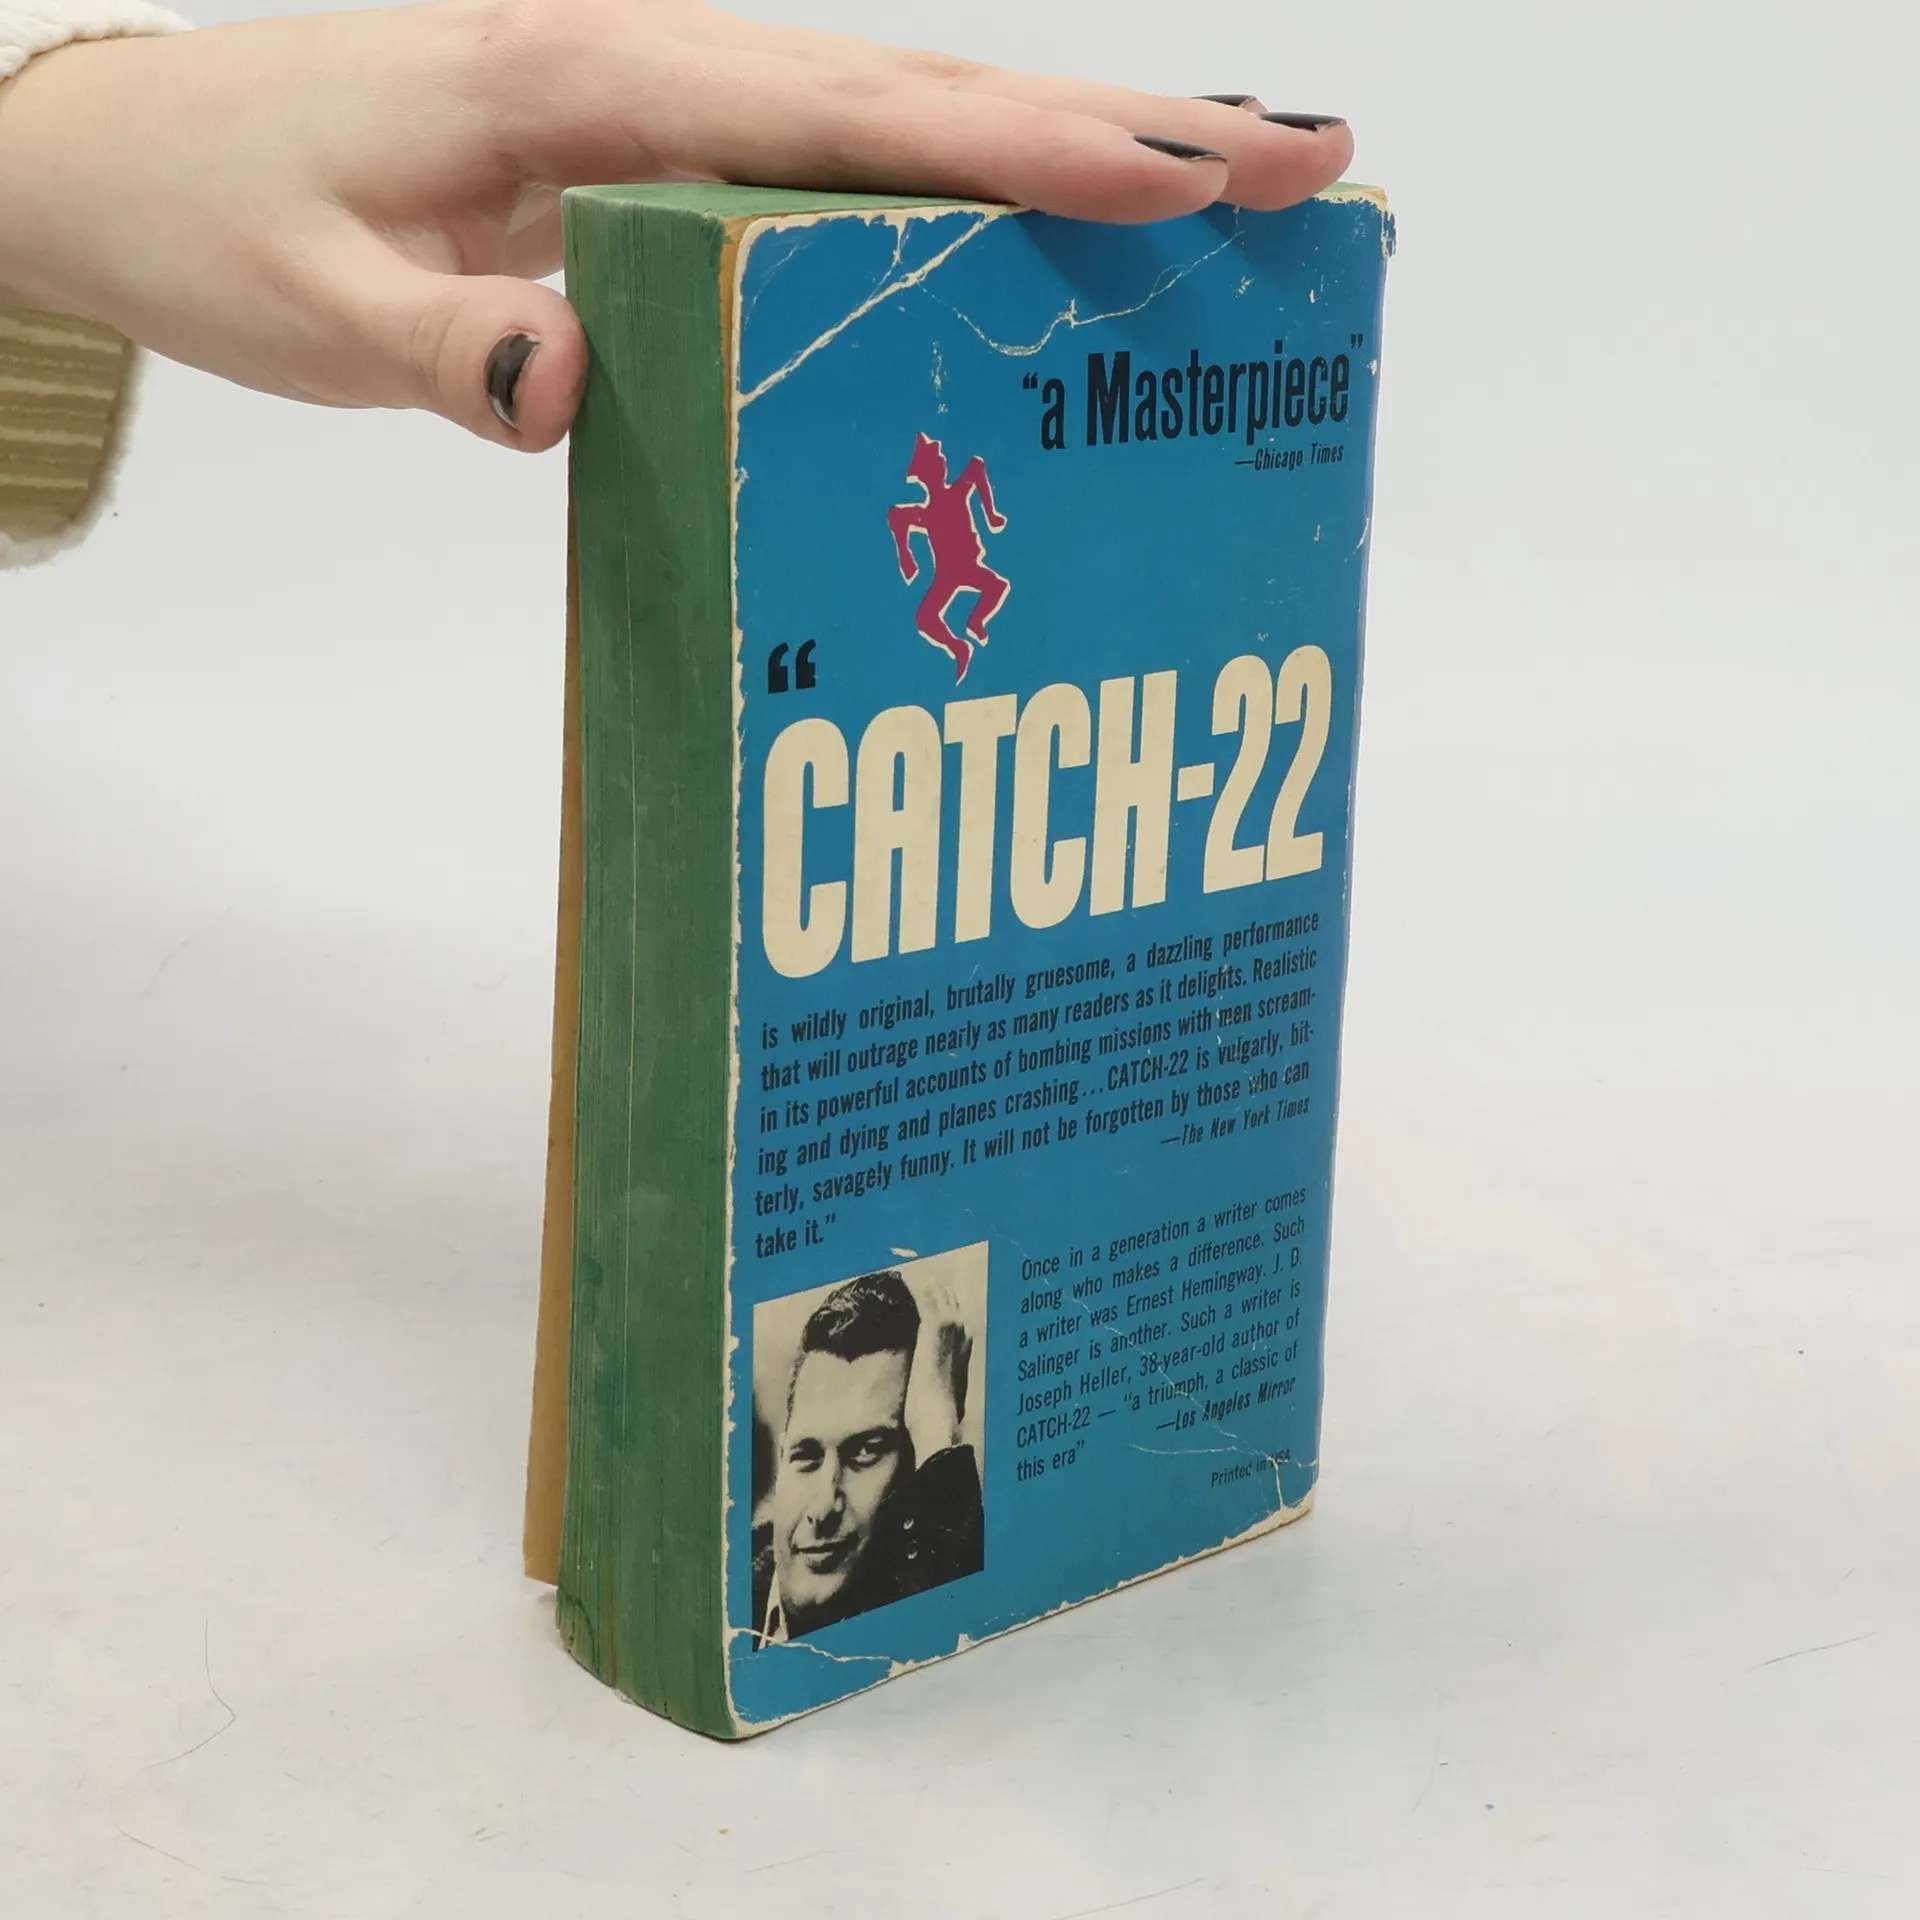 “a Masterpiece”
—Chicago Times
“
CATCH-22
is wildly original, brutally gruesome, a dazzling performance
that will outrage nearly as many readers as it delights. Realistic
in its powerful accounts of bombing missions with men scream-
ing and dying and planes crashing...CATCH-22 is vulgarly, bit-
terly, savagely funny. It will not be forgotten by those who can
take it.”
—The New York Times
Once in a generation a writer comes
along who makes a difference. Such
a writer was Ernest Hemingway. J. D.
Salinger is another. Such a writer is
Joseph Heller, 38-year-old author of
CATCH-22 — “a triumph, a classic of
this era”
—Los Angeles Mirror
Printed in USA